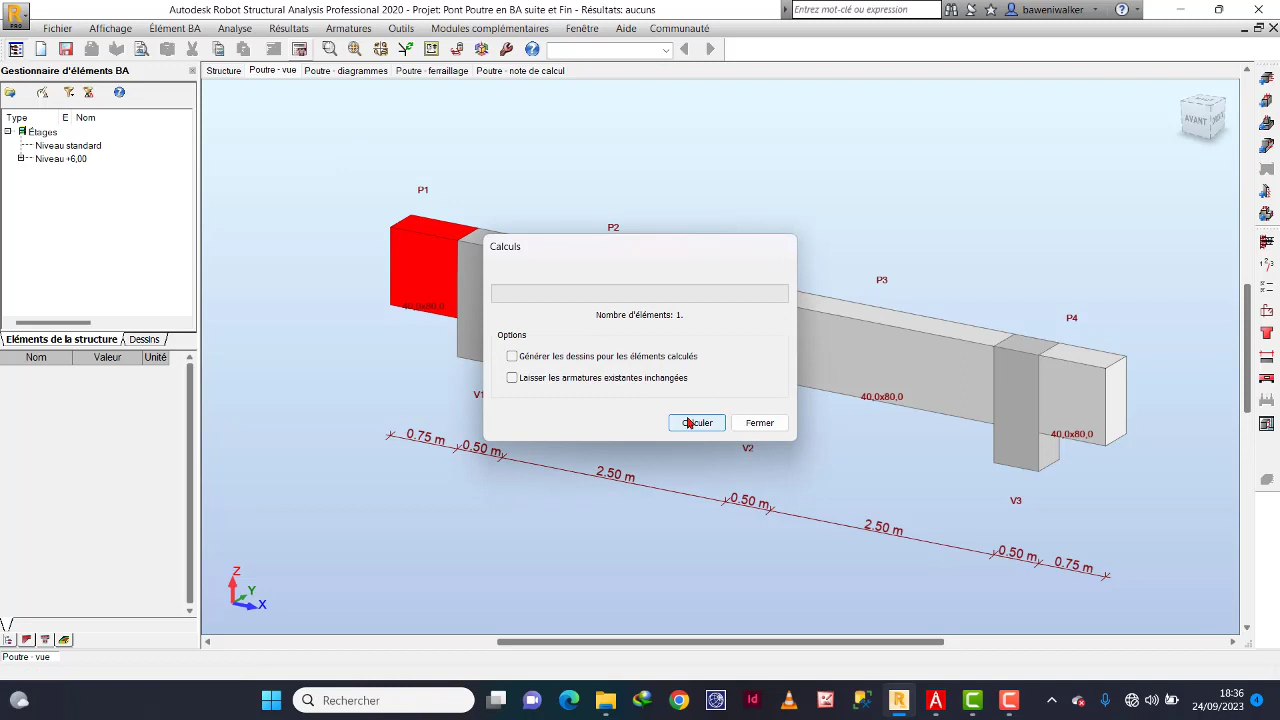 Autodesk Robot Structural Analysis Professional 2020 - Projet: Pont Poutre en BA suite et Fin - Résultats: aucuns
Entrez mot-clé ou expression
baweniwalker
PRO
Fichier Affichage Élément BA Analyse Résultats Armatures Outils Modules complémentaires Fenêtre Aide Communauté
Gestionnaire d'éléments BA
Structure Poutre - vue Poutre - diagrammes Poutre - ferraillage Poutre - note de calcul
Type E Nom
Étages
Niveau standard
Niveau +6,00
Eléments de la structure Dessins
Nom Valeur Unité
AVANT
P1
P2
P3
P4
40,0x80,0
40,0x80,0
40,0x80,0
V1
V2
V3
0.75 m
0.50 m
2.50 m
0.50 m
2.50 m
0.50 m
0.75 m
Calculs
Nombre d'éléments: 1.
Options
Générer les dessins pour les éléments calculés
Laisser les armatures existantes inchangées
Calculer Fermer
Z
Y
X
Poutre - vue
Rechercher
18:36
24/09/2023